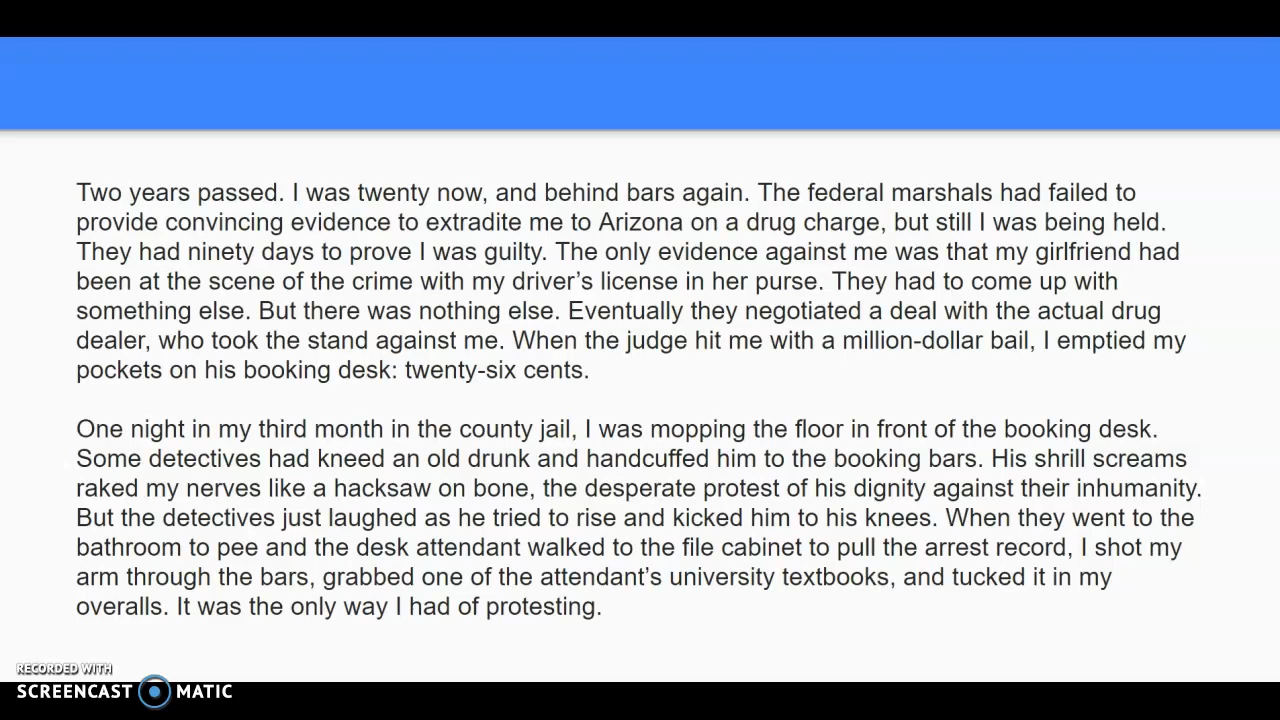 Two years passed. I was twenty now, and behind bars again. The federal marshals had failed to
provide convincing evidence to extradite me to Arizona on a drug charge, but still I was being held.
They had ninety days to prove I was guilty. The only evidence against me was that my girlfriend had
been at the scene of the crime with my driver’s license in her purse. They had to come up with
something else. But there was nothing else. Eventually they negotiated a deal with the actual drug
dealer, who took the stand against me. When the judge hit me with a million-dollar bail, I emptied my
pockets on his booking desk: twenty-six cents.
One night in my third month in the county jail, I was mopping the floor in front of the booking desk.
Some detectives had kneed an old drunk and handcuffed him to the booking bars. His shrill screams
raked my nerves like a hacksaw on bone, the desperate protest of his dignity against their inhumanity.
But the detectives just laughed as he tried to rise and kicked him to his knees. When they went to the
bathroom to pee and the desk attendant walked to the file cabinet to pull the arrest record, I shot my
arm through the bars, grabbed one of the attendant’s university textbooks, and tucked it in my
overalls. It was the only way I had of protesting.
RECORDED WITH
SCREENCAST MATIC